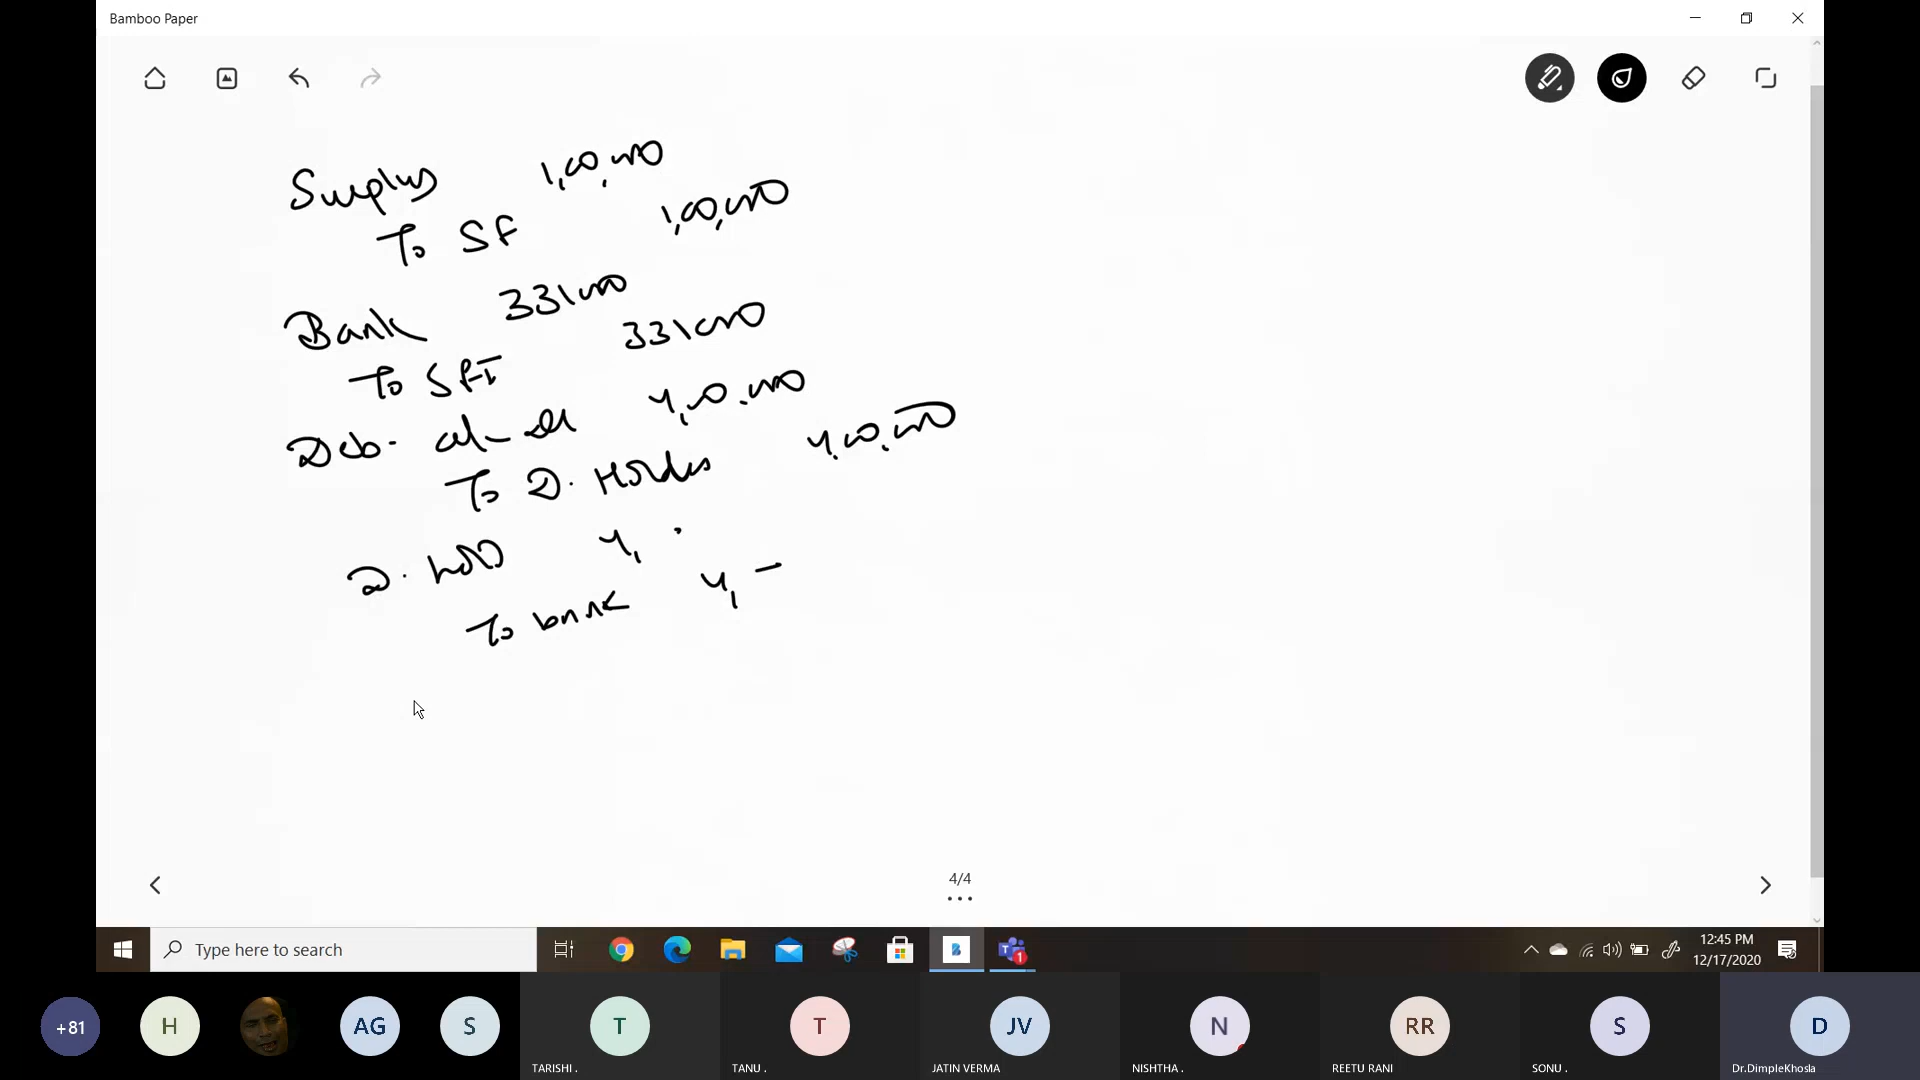 Bamboo Paper
Surplus 1,00,000
To SF 1,00,000
Bank 331000
To SFI 331000
Deb. 4,00,000
To D. Holders 4,00,000
D. hold 4,
To bank 4, -
4/4
Type here to search
12:45 PM
12/17/2020
1
+81
H
AG
S
T
T
JV
N
RR
S
D
TARISHI .
TANU .
JATIN VERMA
NISHTHA .
REETU RANI
SONU .
Dr.DimpleKhosla